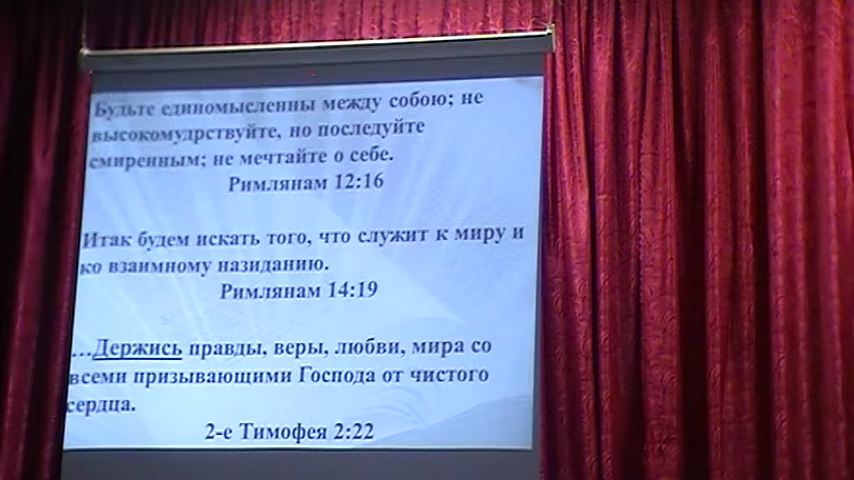 Будьте единомысленны между собою; не
высокомудрствуйте, но последуйте
смиренным; не мечтайте о себе.
Римлянам 12:16
Итак будем искать того, что служит к миру и
ко взаимному назиданию.
Римлянам 14:19
...Держись правды, веры, любви, мира со
всеми призывающими Господа от чистого
сердца.
2-е Тимофея 2:22